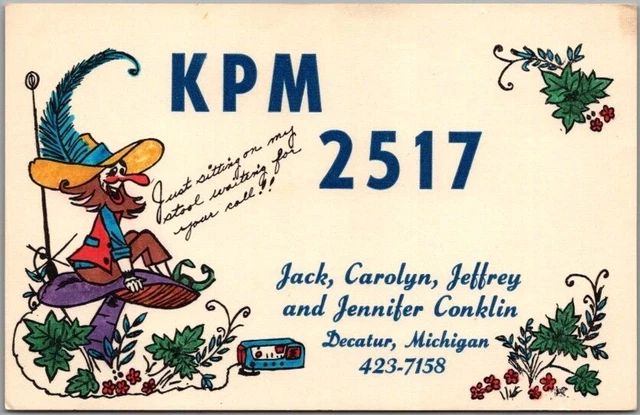 KPM
2517
Just sitting on my
stool waiting for
your call!!
Jack, Carolyn, Jeffrey
and Jennifer Conklin
Decatur, Michigan
423-7158